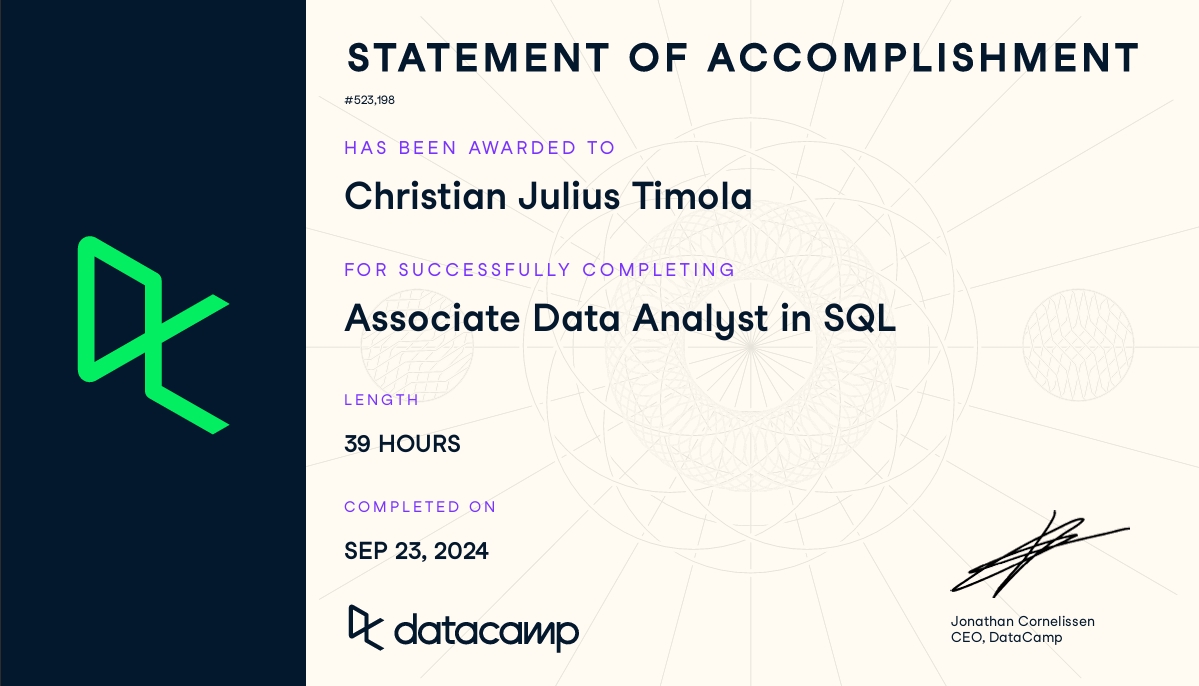 STATEMENT OF ACCOMPLISHMENT
#523,198
HAS BEEN AWARDED TO
Christian Julius Timola
FOR SUCCESSFULLY COMPLETING
Associate Data Analyst in SQL
LENGTH
39 HOURS
COMPLETED ON
SEP 23, 2024
datacamp
Jonathan Cornelissen
CEO, DataCamp